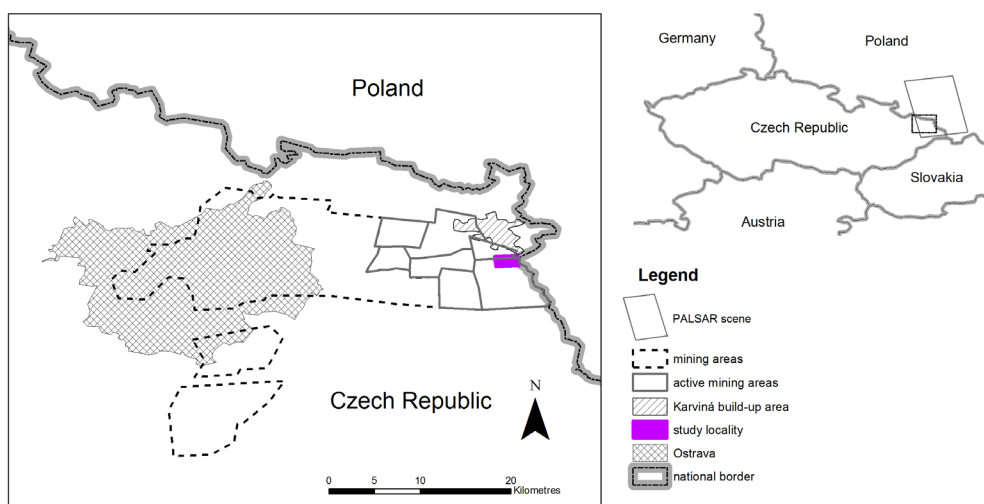 Poland
Czech Republic
N
0 5 10 20
Kilometres
Germany
Poland
Czech Republic
Slovakia
Austria
Legend
PALSAR scene
mining areas
active mining areas
Karviná build-up area
study locality
Ostrava
national border